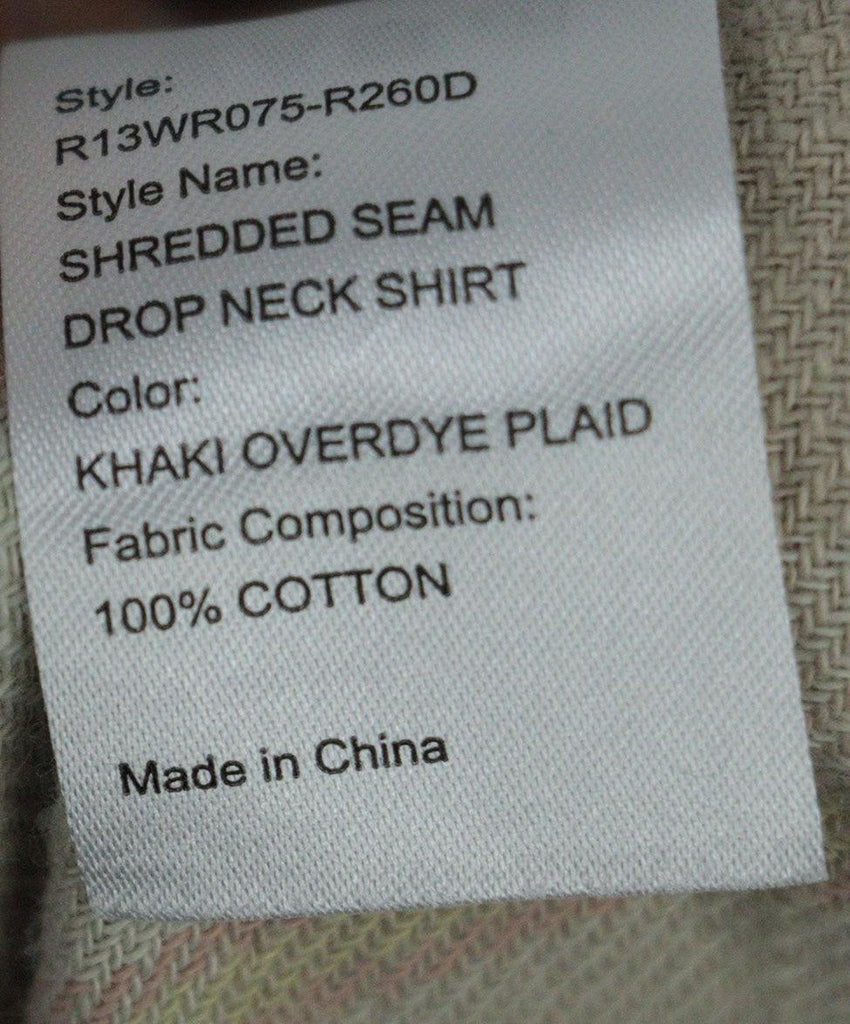 Style:
R13WR075-R260D
Style Name:
SHREDDED SEAM
DROP NECK SHIRT
Color:
KHAKI OVERDYE PLAID
Fabric Composition:
100% COTTON
Made in China